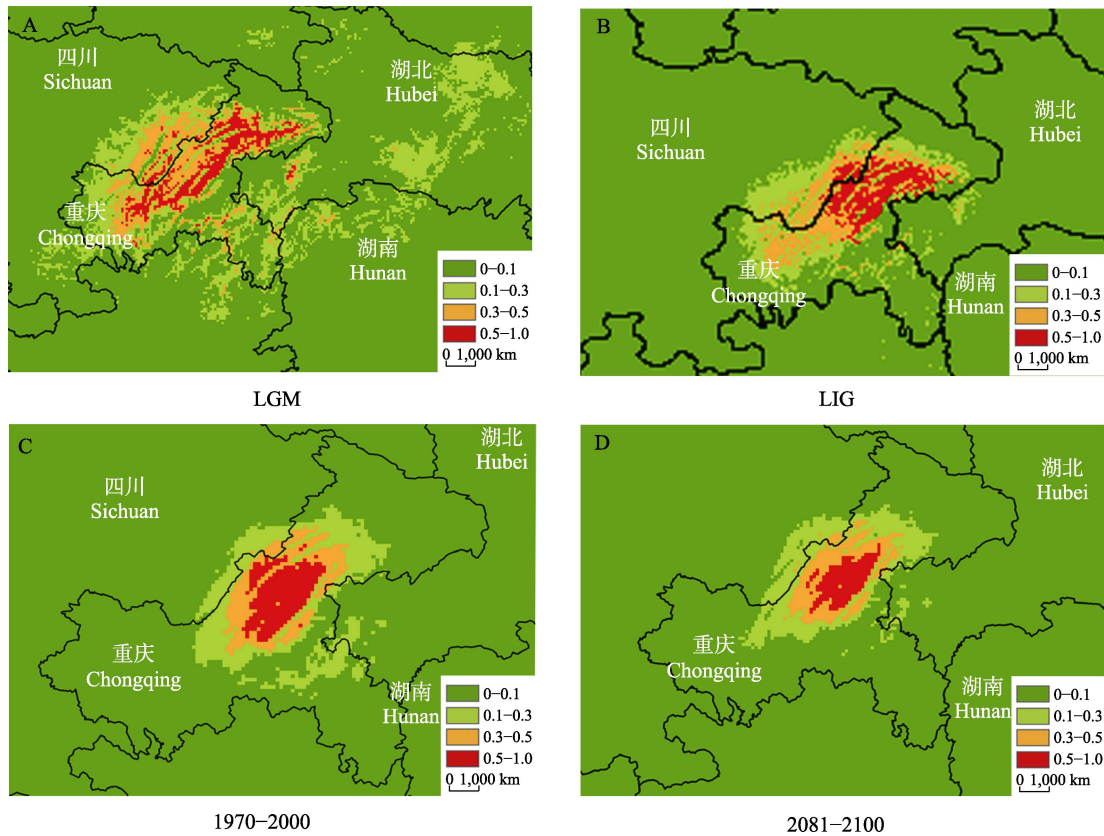 A
四川
Sichuan
湖北
Hubei
重庆
Chongqing
湖南
Hunan
0−0.1
0.1−0.3
0.3−0.5
0.5−1.0
0 1,000 km
LGM
B
四川
Sichuan
湖北
Hubei
重庆
Chongqing
湖南
Hunan
0−0.1
0.1−0.3
0.3−0.5
0.5−1.0
0 1,000 km
LIG
C
四川
Sichuan
湖北
Hubei
重庆
Chongqing
湖南
Hunan
0−0.1
0.1−0.3
0.3−0.5
0.5−1.0
0 1,000 km
1970−2000
D
四川
Sichuan
湖北
Hubei
重庆
Chongqing
湖南
Hunan
0−0.1
0.1−0.3
0.3−0.5
0.5−1.0
0 1,000 km
2081−2100